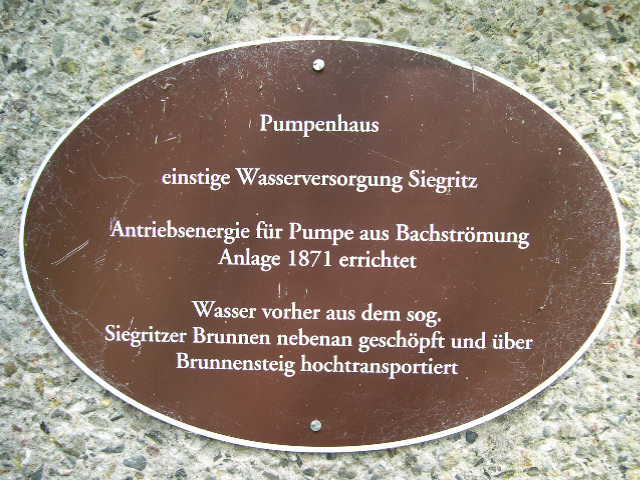 Pumpenhaus
einstige Wasserversorgung Siegritz
Antriebsenergie für Pumpe aus Bachströmung
Anlage 1871 errichtet
Wasser vorher aus dem sog.
Siegritzer Brunnen nebenan geschöpft und über
Brunnensteig hochtransportiert